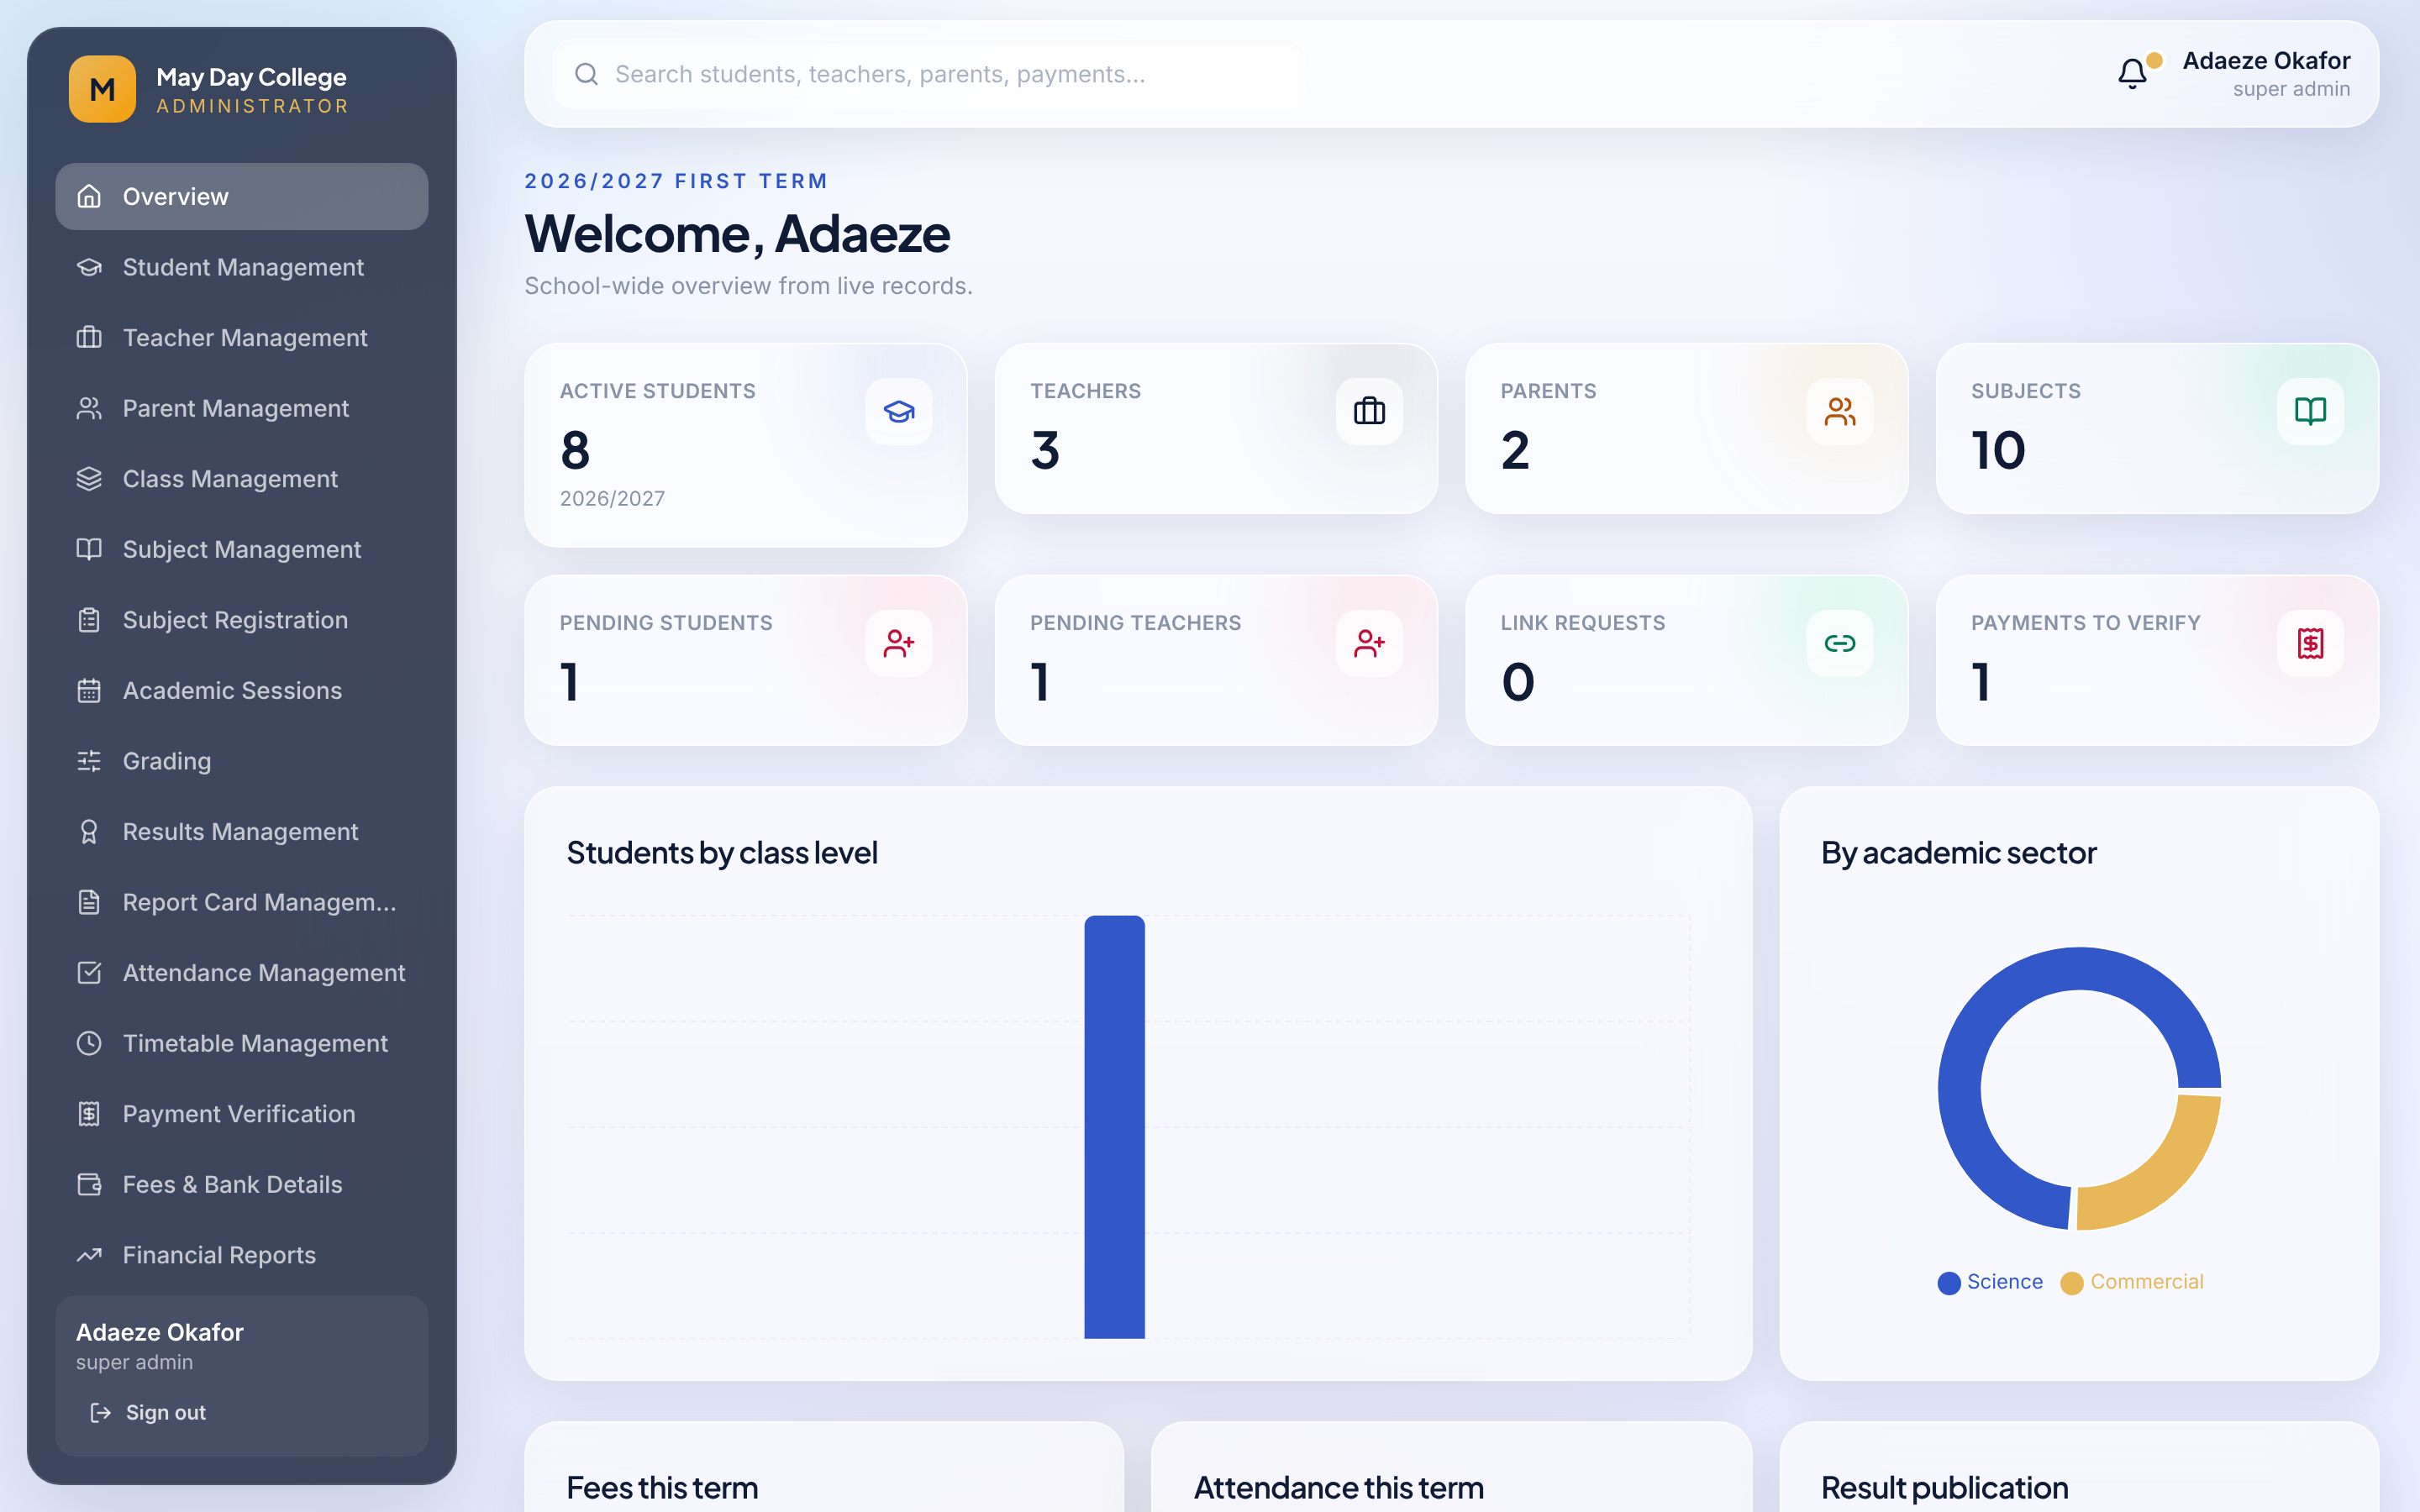 M
May Day College
ADMINISTRATOR
Overview
Student Management
Teacher Management
Parent Management
Class Management
Subject Management
Subject Registration
Academic Sessions
Grading
Results Management
Report Card Managem...
Attendance Management
Timetable Management
Payment Verification
Fees & Bank Details
Financial Reports
Adaeze Okafor
super admin
Sign out
Search students, teachers, parents, payments...
Adaeze Okafor
super admin
2026/2027 FIRST TERM
Welcome, Adaeze
School-wide overview from live records.
ACTIVE STUDENTS
8
2026/2027
TEACHERS
3
PARENTS
2
SUBJECTS
10
PENDING STUDENTS
1
PENDING TEACHERS
1
LINK REQUESTS
0
PAYMENTS TO VERIFY
1
Students by class level
By academic sector
Science
Commercial
Fees this term
Attendance this term
Result publication